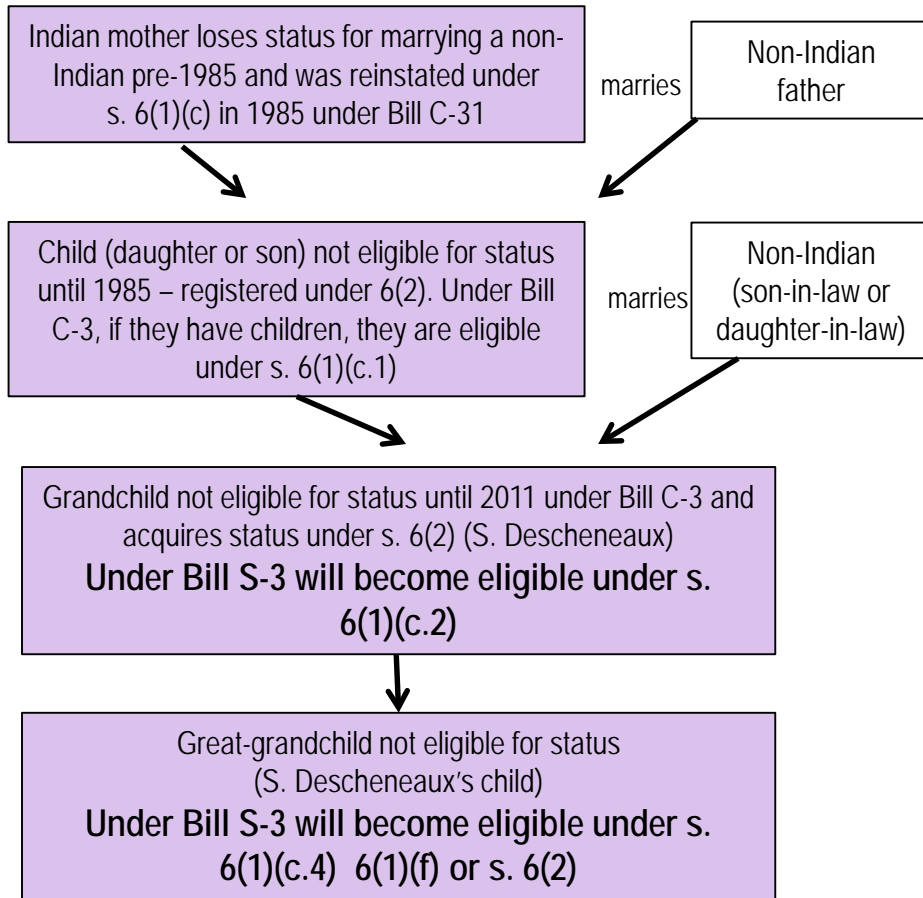 Indian mother loses status for marrying a non-
Indian pre-1985 and was reinstated under
s. 6(1)(c) in 1985 under Bill C-31
marries
Non-Indian
father
Child (daughter or son) not eligible for status
until 1985 – registered under 6(2). Under Bill
C-3, if they have children, they are eligible
under s. 6(1)(c.1)
marries
Non-Indian
(son-in-law or
daughter-in-law)
Grandchild not eligible for status until 2011 under Bill C-3 and
acquires status under s. 6(2) (S. Descheneaux)
Under Bill S-3 will become eligible under s.
6(1)(c.2)
Great-grandchild not eligible for status
(S. Descheneaux's child)
Under Bill S-3 will become eligible under s.
6(1)(c.4) 6(1)(f) or s. 6(2)